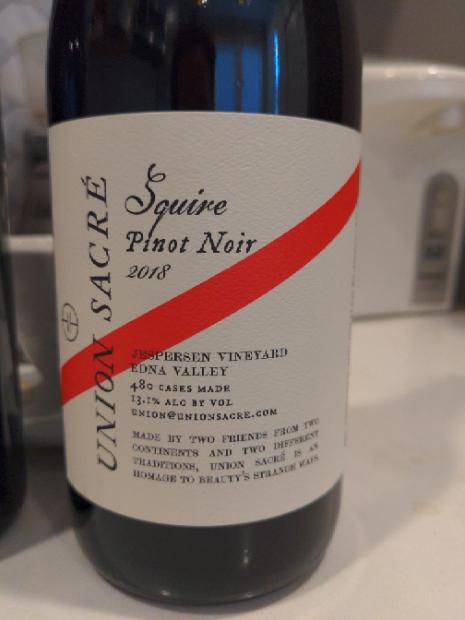 UNION SACRÉ
Squire
Pinot Noir
2018
JESPERSEN VINEYARD
EDNA VALLEY
480 CASES MADE
13.1% ALC BY VOL
UNION@UNIONSACRE.COM
MADE BY TWO FRIENDS FROM TWO
CONTINENTS AND TWO DIFFERENT
TRADITIONS, UNION SACRÉ IS AN
HOMAGE TO BEAUTY'S STRANGE WAYS.